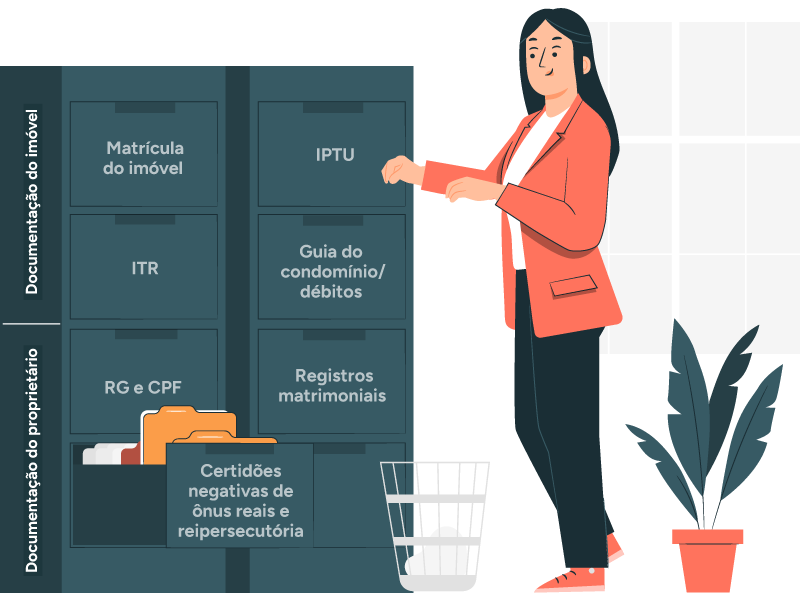 Documentação do imóvel
Matrícula
do imóvel
IPTU
ITR
Guia do
condomínio/
débitos
Documentação do proprietário
RG e CPF
Registros
matrimoniais
Certidões
negativas de
ônus reais e
reipersecutória